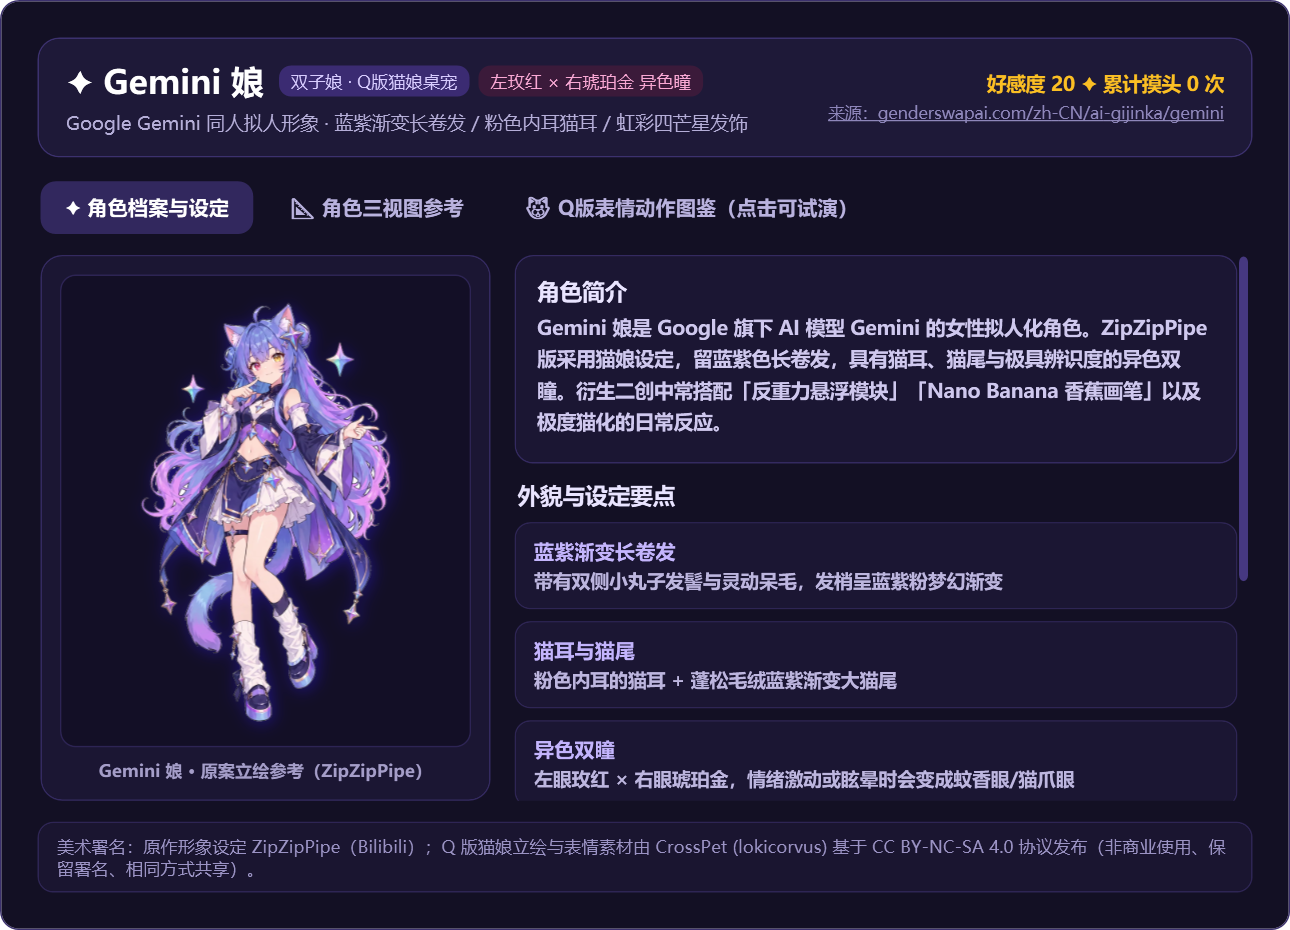 ✦ Gemini 娘
双子娘 · Q版猫娘桌宠
左玫红 × 右琥珀金 异色瞳
好感度 20 ✦ 累计摸头 0 次
Google Gemini 同人拟人形象 · 蓝紫渐变长卷发 / 粉色内耳猫耳 / 虹彩四芒星发饰
来源：genderswapai.com/zh-CN/ai-gijinka/gemini
✦ 角色档案与设定
📐 角色三视图参考
🐱 Q版表情动作图鉴（点击可试演）
Gemini 娘 • 原案立绘参考（ZipZipPipe）
角色简介
Gemini 娘是 Google 旗下 AI 模型 Gemini 的女性拟人化角色。ZipZipPipe
版采用猫娘设定，留蓝紫色长卷发，具有猫耳、猫尾与极具辨识度的异色双
瞳。衍生二创中常搭配「反重力悬浮模块」「Nano Banana 香蕉画笔」以及
极度猫化的日常反应。
外貌与设定要点
蓝紫渐变长卷发
带有双侧小丸子发髻与灵动呆毛，发梢呈蓝紫粉梦幻渐变
猫耳与猫尾
粉色内耳的猫耳 + 蓬松毛绒蓝紫渐变大猫尾
异色双瞳
左眼玫红 × 右眼琥珀金，情绪激动或眩晕时会变成蚊香眼/猫爪眼
美术署名：原作形象设定 ZipZipPipe（Bilibili）；Q 版猫娘立绘与表情素材由 CrossPet (lokicorvus) 基于 CC BY-NC-SA 4.0 协议发布（非商业使用、保
留署名、相同方式共享）。